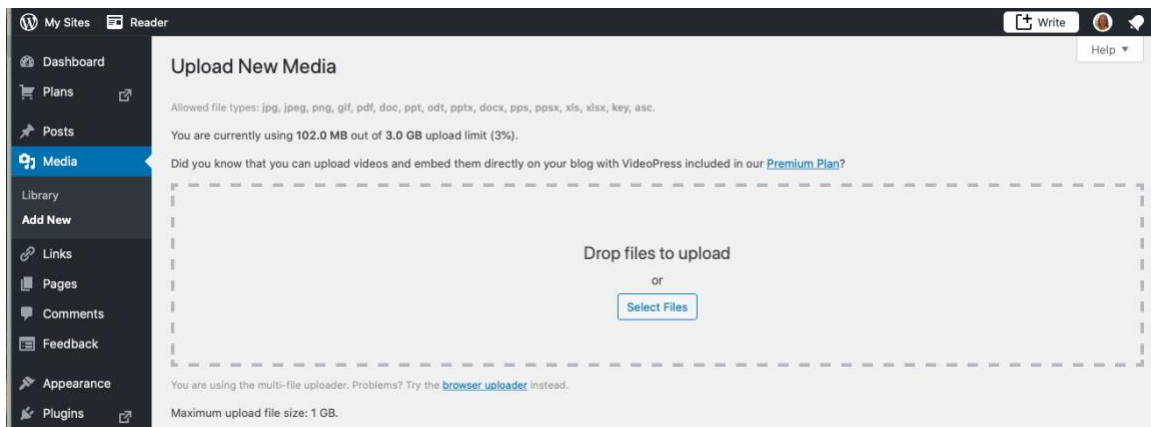 My Sites Reader Write
Help ▼
Dashboard
Plans
Posts
Media
Library
Add New
Links
Pages
Comments
Feedback
Appearance
Plugins
Upload New Media
Allowed file types: jpg, jpeg, png, gif, pdf, doc, ppt, odt, pptx, docx, pps, ppsx, xls, xlsx, key, asc.
You are currently using 102.0 MB out of 3.0 GB upload limit (3%).
Did you know that you can upload videos and embed them directly on your blog with VideoPress included in our Premium Plan?
Drop files to upload
or
Select Files
You are using the multi-file uploader. Problems? Try the browser uploader instead.
Maximum upload file size: 1 GB.